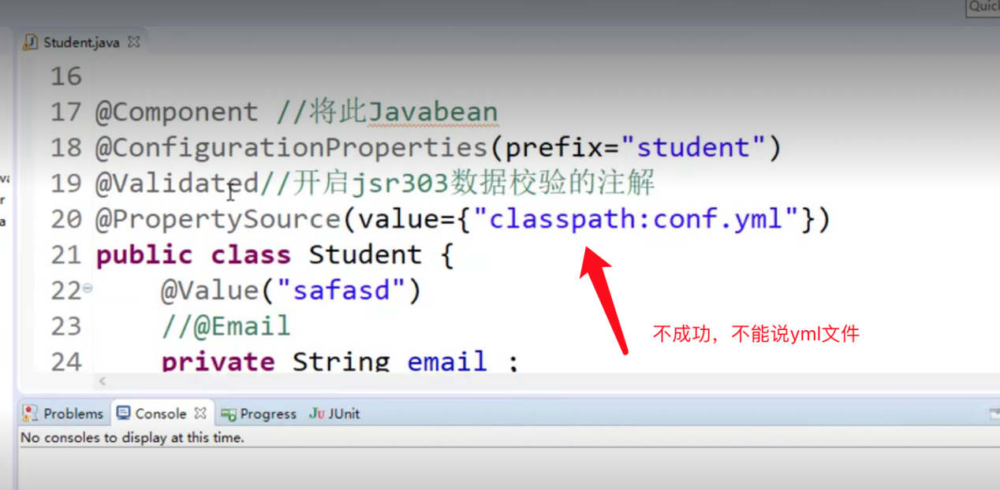 Quick
Student.java
16
17 @Component //将此Javabean
18 @ConfigurationProperties(prefix="student")
19 @Validated//开启jsr303数据校验的注解
20 @PropertySource(value={"classpath:conf.yml"})
21 public class Student {
22 @Value("safasd")
23 //@Email
24 private String email ;
不成功，不能说yml文件
Problems Console Progress JUnit
No consoles to display at this time.